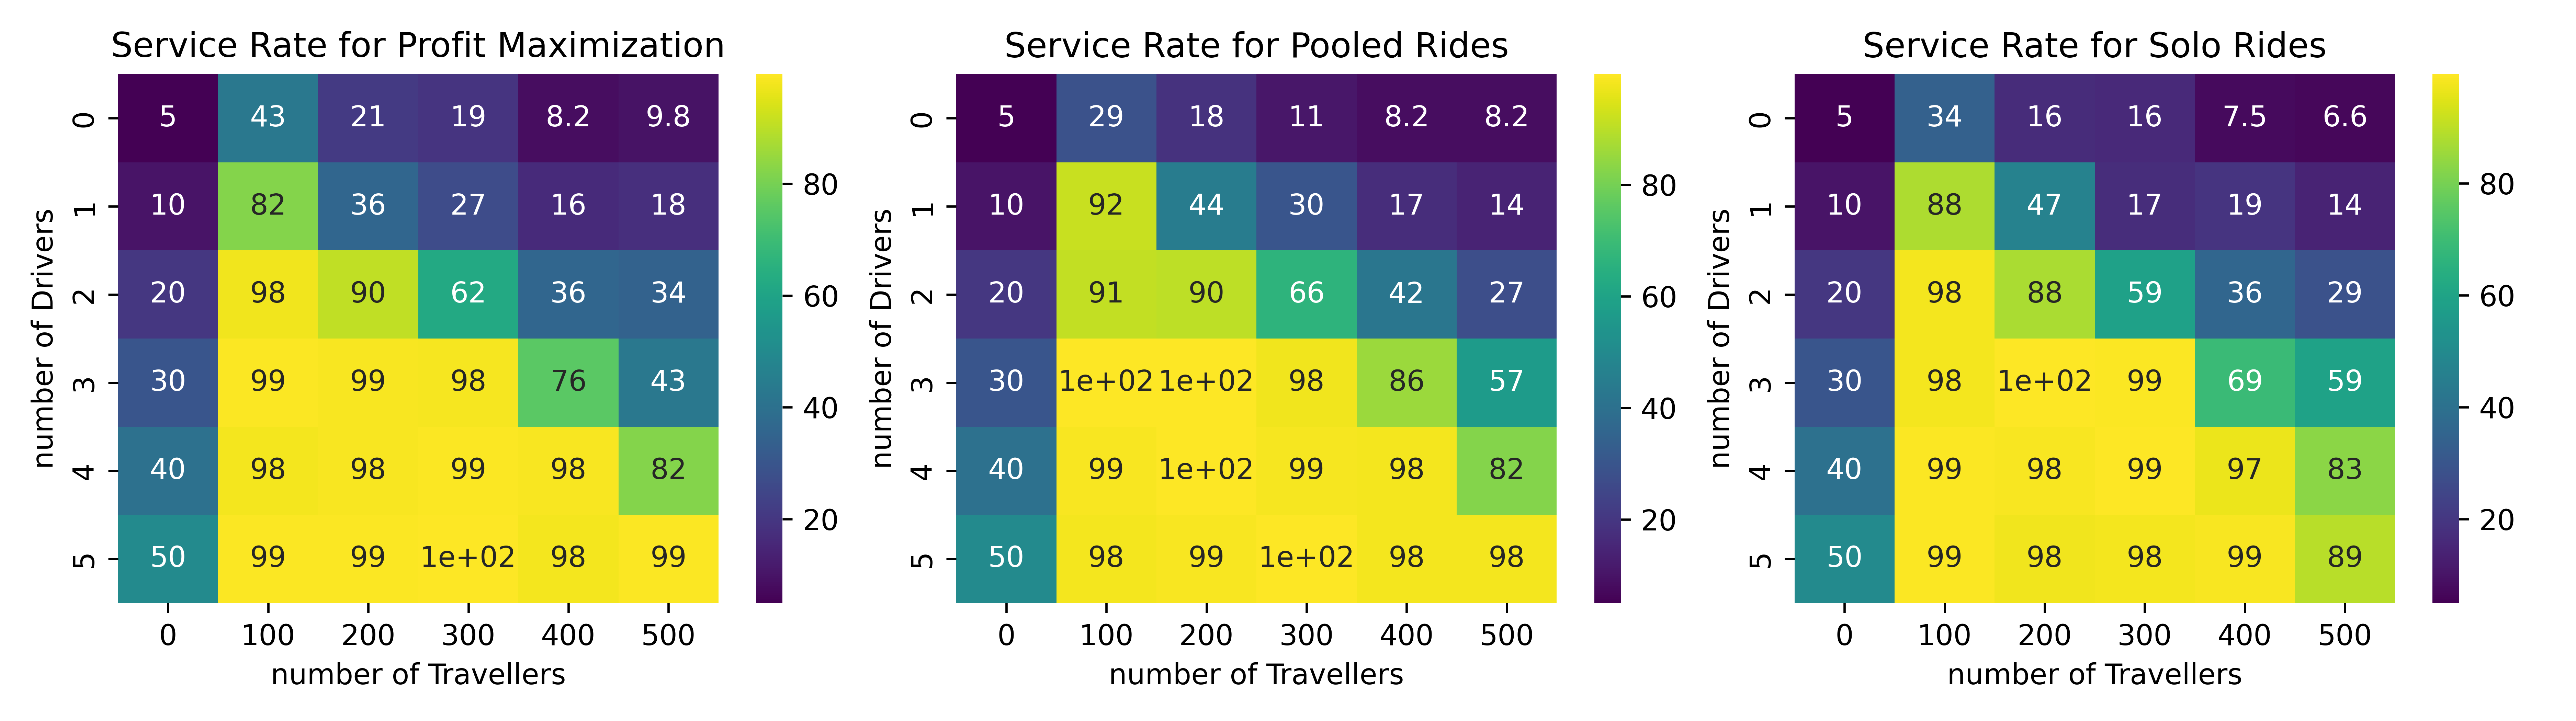 Service Rate for Profit Maximization
number of Drivers
0 5 43 21 19 8.2 9.8
1 10 82 36 27 16 18
2 20 98 90 62 36 34
3 30 99 99 98 76 43
4 40 98 98 99 98 82
5 50 99 99 1e+02 98 99
0 100 200 300 400 500
number of Travellers
80
60
40
20
Service Rate for Pooled Rides
number of Drivers
0 5 29 18 11 8.2 8.2
1 10 92 44 30 17 14
2 20 91 90 66 42 27
3 30 1e+02 1e+02 98 86 57
4 40 99 1e+02 99 98 82
5 50 98 99 1e+02 98 98
0 100 200 300 400 500
number of Travellers
80
60
40
20
Service Rate for Solo Rides
number of Drivers
0 5 34 16 16 7.5 6.6
1 10 88 47 17 19 14
2 20 98 88 59 36 29
3 30 98 1e+02 99 69 59
4 40 99 98 99 97 83
5 50 99 98 98 99 89
0 100 200 300 400 500
number of Travellers
80
60
40
20